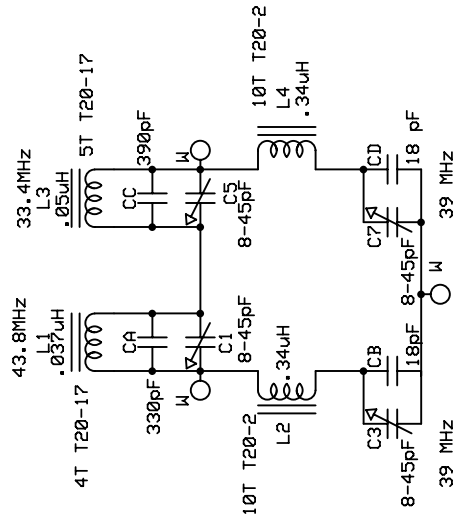 43.8MHz
L1
.037uH
4T T20-17
CA
330pF
C1
8-45pF
M
33.4MHz
L3
.05uH
5T T20-17
CC
390pF
C5
8-45pF
M
10T T20-2
L2
.34uH
10T T20-2
L4
.34uH
CB
18pF
C3
8-45pF
39 MHz
CD
18 pF
C7
8-45pF
39 MHz
M